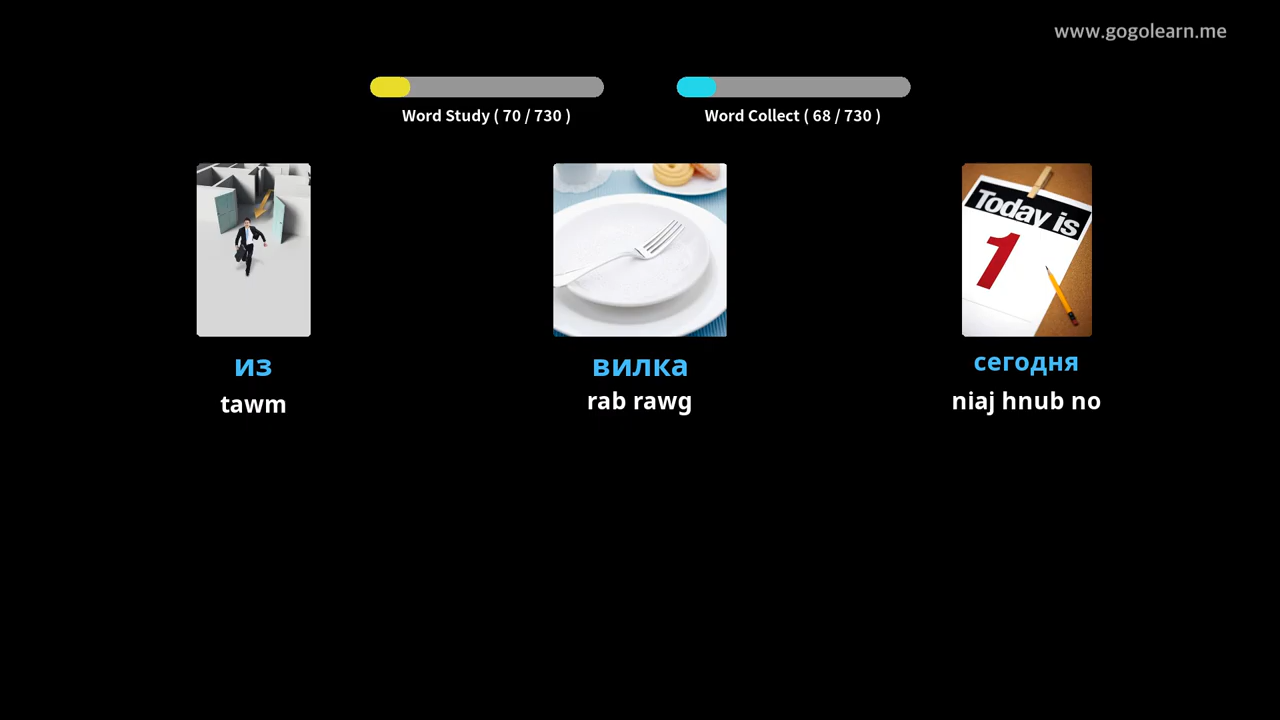 www.gogolearn.me
Word Study ( 70 / 730 )
Word Collect ( 68 / 730 )
Today is
1
из
вилка
сегодня
tawm
rab rawg
niaj hnub no